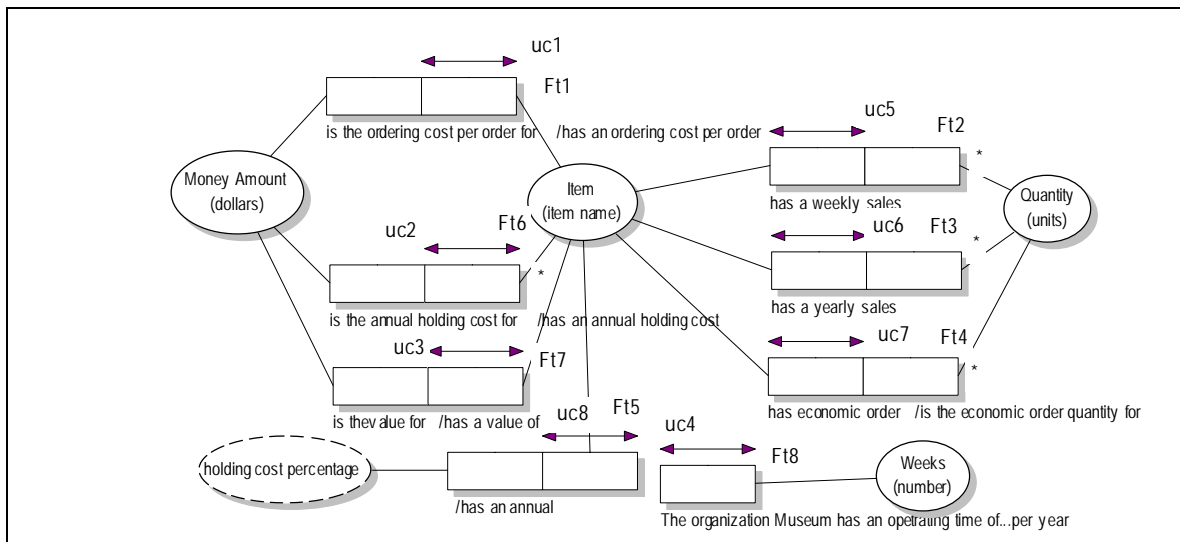 uc1
Ft1
is the ordering cost per order for /has an ordering cost per order
uc5
Ft2
*
Money Amount
(dollars)
Item
(item name)
Quantity
(units)
has a weekly sales
uc2
Ft6
*
uc6
Ft3
*
has a yearly sales
is the annual holding cost for /has an annual holding cost
uc3
Ft7
uc7
Ft4
*
is thevalue for /has a value of
has economic order /is the economic order quantity for
uc8
Ft5
uc4
Ft8
holding cost percentage
Weeks
(number)
/has an annual
The organization Museum has an operating time of...per year